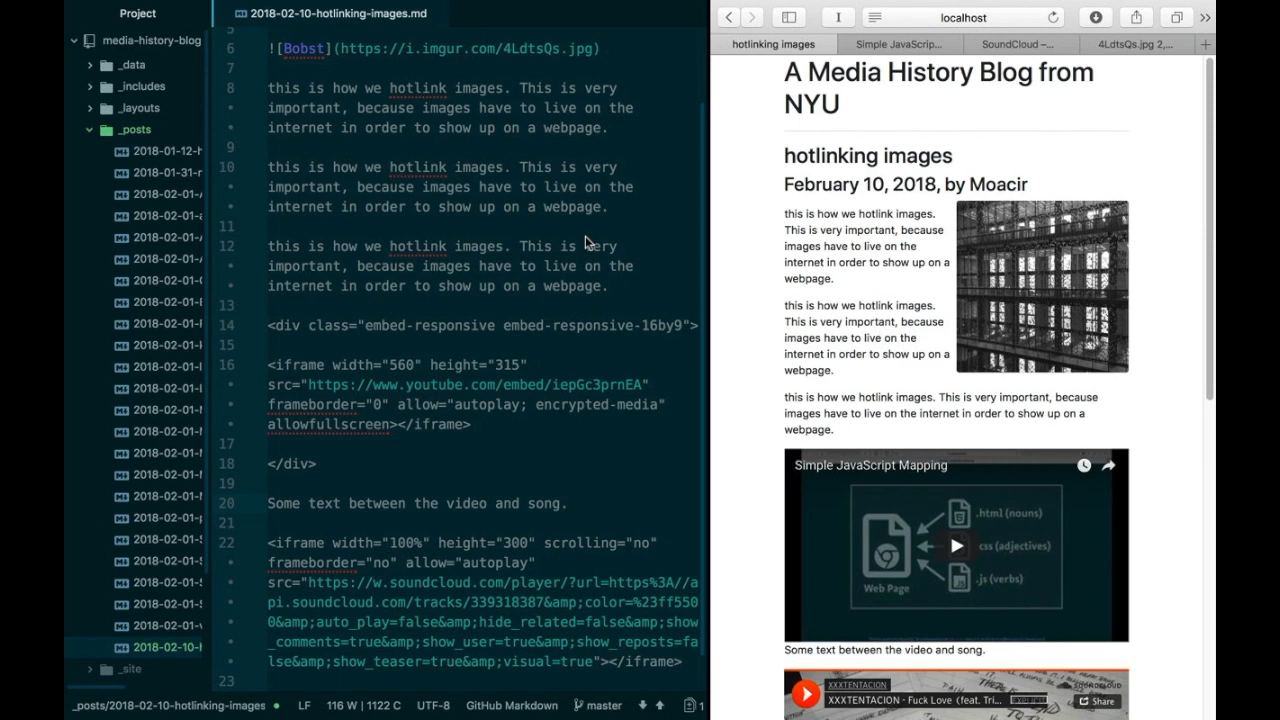 Project
media-history-blog
_data
_includes
_layouts
_posts
2018-01-12-h
2018-01-31-r
2018-02-01-
2018-02-01-a
2018-02-01-
2018-02-01-
2018-02-01-
2018-02-01-
2018-02-01-
2018-02-01-
2018-02-01-
2018-02-01-
2018-02-01-
2018-02-01-
2018-02-01-
2018-02-01-
2018-02-01-
2018-02-01-p
2018-02-01-
2018-02-01-
2018-02-01-
2018-02-01-
2018-02-01-v
2018-02-10-h
_site
2018-02-10-hotlinking-images.md
5
6 ![Bobst](https://i.imgur.com/4LdtsQs.jpg)
7
8 this is how we hotlink images. This is very
• important, because images have to live on the
• internet in order to show up on a webpage.
9
10 this is how we hotlink images. This is very
• important, because images have to live on the
• internet in order to show up on a webpage.
11
12 this is how we hotlink images. This is very
• important, because images have to live on the
• internet in order to show up on a webpage.
13
14 <div class="embed-responsive embed-responsive-16by9">
15
16 <iframe width="560" height="315"
• src="https://www.youtube.com/embed/iepGc3prnEA"
• frameborder="0" allow="autoplay; encrypted-media"
• allowfullscreen></iframe>
17
18 </div>
19
20 Some text between the video and song.
21
22 <iframe width="100%" height="300" scrolling="no"
• frameborder="no" allow="autoplay"
• src="https://w.soundcloud.com/player/?url=https%3A//a
• pi.soundcloud.com/tracks/339318387&amp;color=%23ff550
• 0&amp;auto_play=false&amp;hide_related=false&amp;show
• _comments=true&amp;show_user=true&amp;show_reposts=fa
• lse&amp;show_teaser=true&amp;visual=true"></iframe>
23
_posts/2018-02-10-hotlinking-images LF 1 W | 1122 C UTF-8 GitHub Markdown master 1
localhost
hotlinking images Simple JavaScrip... SoundCloud –... 4LdtsQs.jpg 2,...
A Media History Blog from
NYU
hotlinking images
February 10, 2018, by Moacir
this is how we hotlink images.
This is very important, because
images have to live on the
internet in order to show up on a
webpage.
this is how we hotlink images.
This is very important, because
images have to live on the
internet in order to show up on a
webpage.
this is how we hotlink images. This is very important, because
images have to live on the internet in order to show up on a
webpage.
Simple JavaScript Mapping
.html (nouns)
css (adjectives)
.js (verbs)
Web Page
Some text between the video and song.
XXXTENTACION
SOUNDCLOUD
XXXTENTACION - Fuck Love (feat. Tri... EXPLICIT
Share